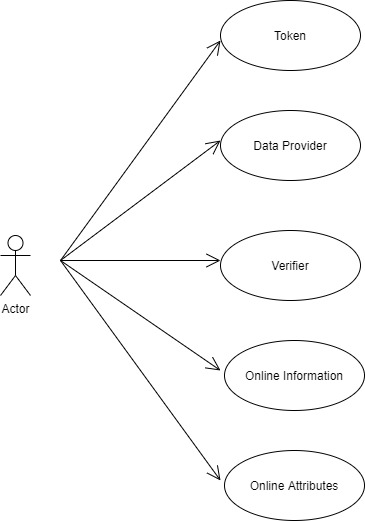 Token
Data Provider
Verifier
Actor
Online Information
Online Attributes